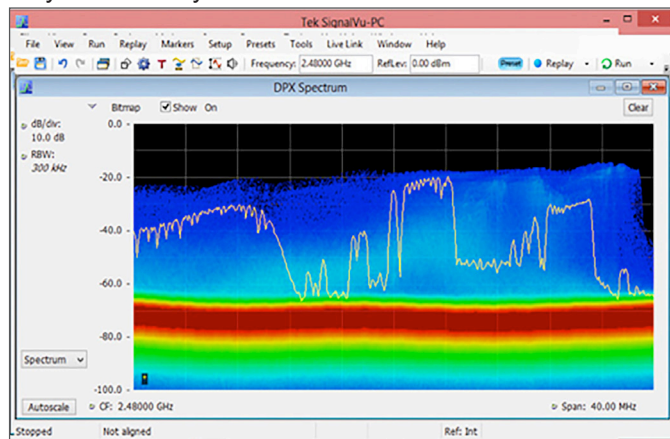 Tek SignalVu-PC
File View Run Replay Markers Setup Presets Tools Live Link Window Help
Frequency: 2.48000 GHz RefLev: 0.00 dBm Preset Replay Run
DPX Spectrum
Bitmap Show On Clear
dB/div:
10.0 dB
RBW:
300 kHz
0.0
-20.0
-40.0
-60.0
-80.0
-100.0
Spectrum
Autoscale CF: 2.48000 GHz Span: 40.00 MHz
Stopped Not aligned Ref: Int